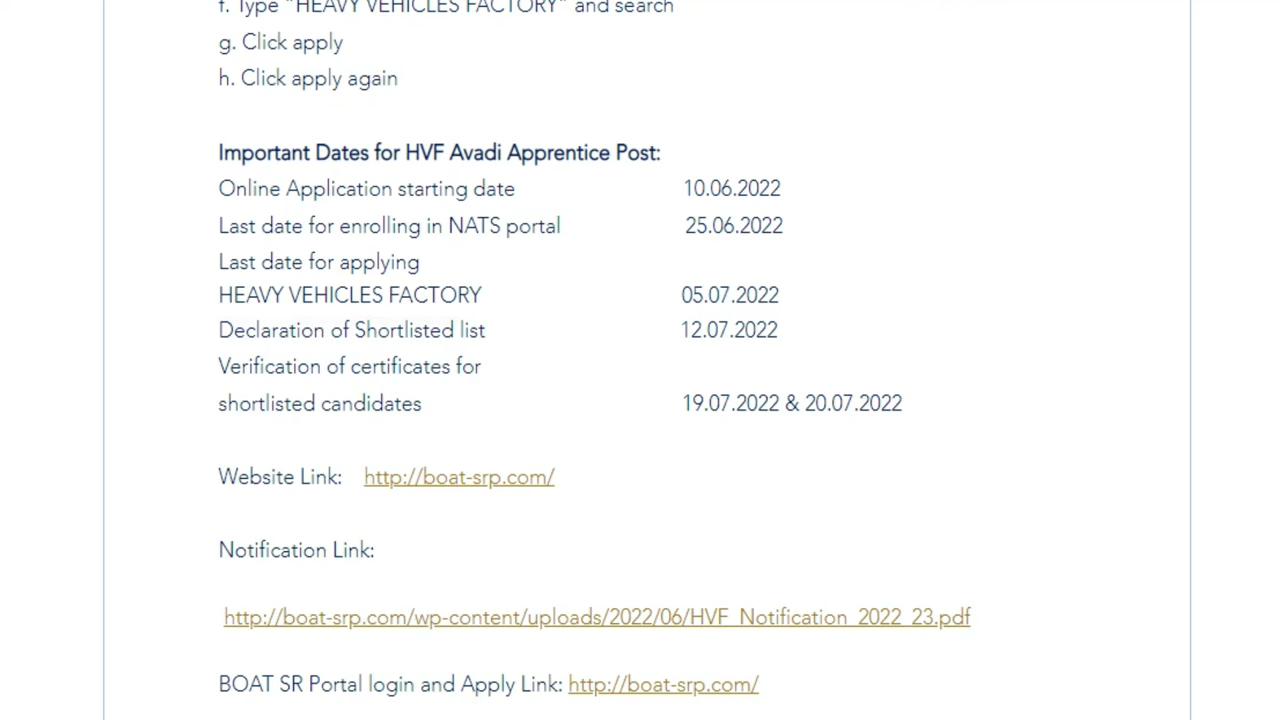 f. Type "HEAVY VEHICLES FACTORY" and search
g. Click apply
h. Click apply again
Important Dates for HVF Avadi Apprentice Post:
Online Application starting date 10.06.2022
Last date for enrolling in NATS portal 25.06.2022
Last date for applying
HEAVY VEHICLES FACTORY 05.07.2022
Declaration of Shortlisted list 12.07.2022
Verification of certificates for
shortlisted candidates 19.07.2022 & 20.07.2022
Website Link: http://boat-srp.com/
Notification Link:
http://boat-srp.com/wp-content/uploads/2022/06/HVF_Notification_2022_23.pdf
BOAT SR Portal login and Apply Link: http://boat-srp.com/